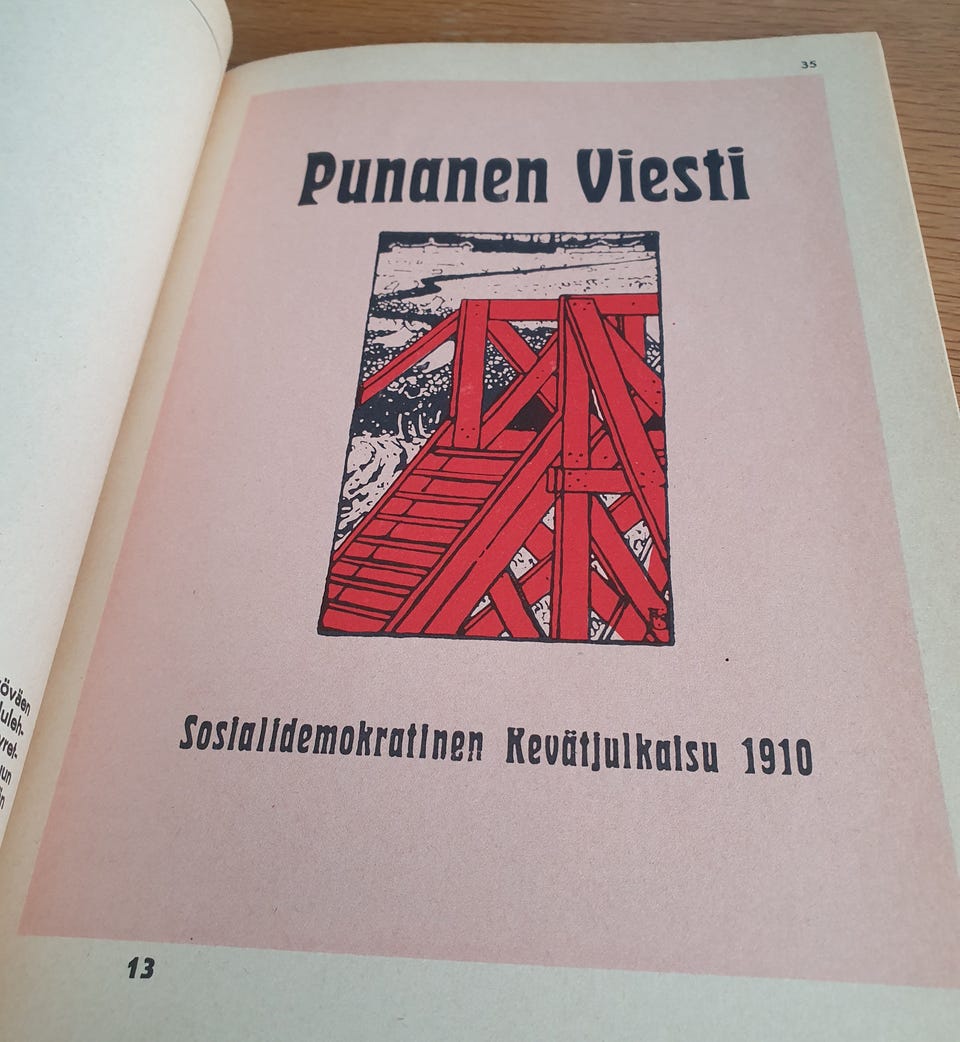 35
Punanen Viesti
Sosialidemokratinen Kevätjulkaisu 1910
13